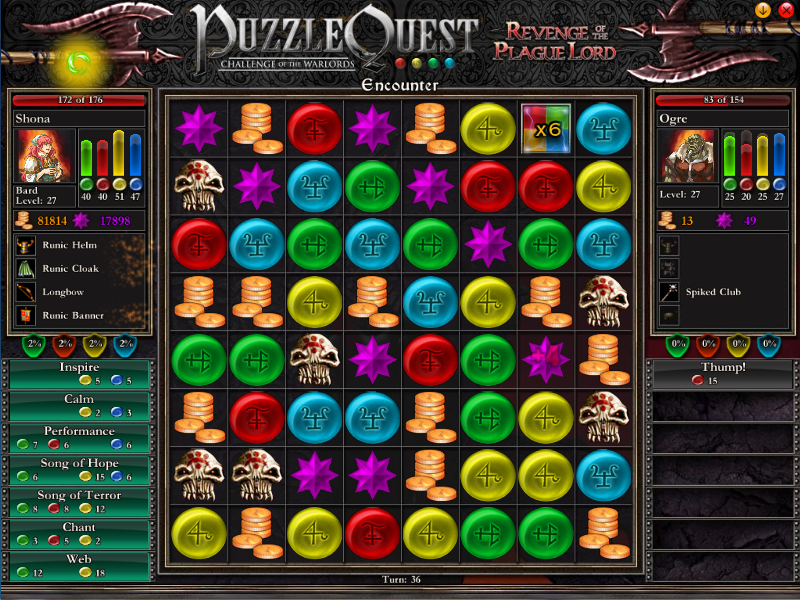 PUZZLEQUEST
CHALLENGE OF THE WARLORDS
REVENGE OF THE
PLAGUE LORD
Encounter
172 of 176
Shona
Bard
Level: 27
40 40 51 47
81814 17898
Runic Helm
Runic Cloak
Longbow
Runic Banner
2% 2% 2% 2%
Inspire
5 5
Calm
2 3
Performance
7 6 6
Song of Hope
6 15 6
Song of Terror
8 8 12
Chant
3 5 2
Web
12 18
x6
Turn: 36
83 of 154
Ogre
Level: 27
25 20 25 27
13 49
Spiked Club
0% 0% 0% 0%
Thump!
15